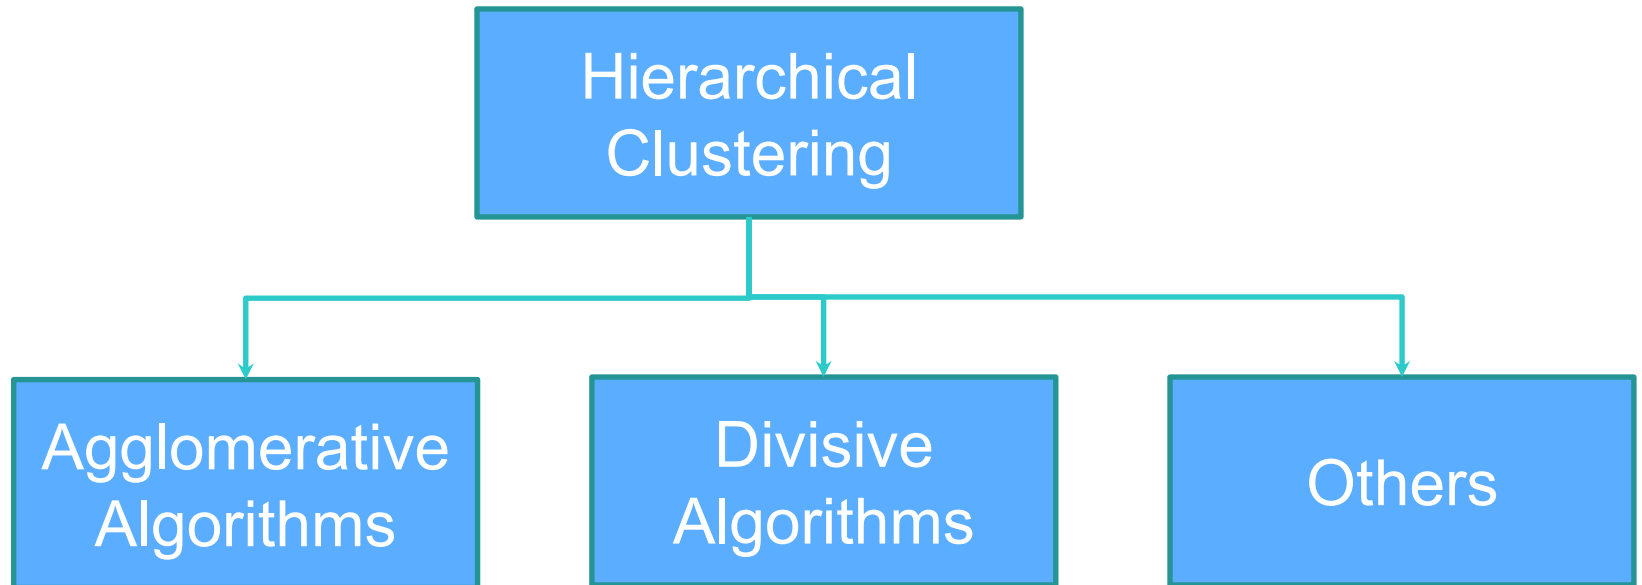 Hierarchical
Clustering
Agglomerative
Algorithms
Divisive
Algorithms
Others